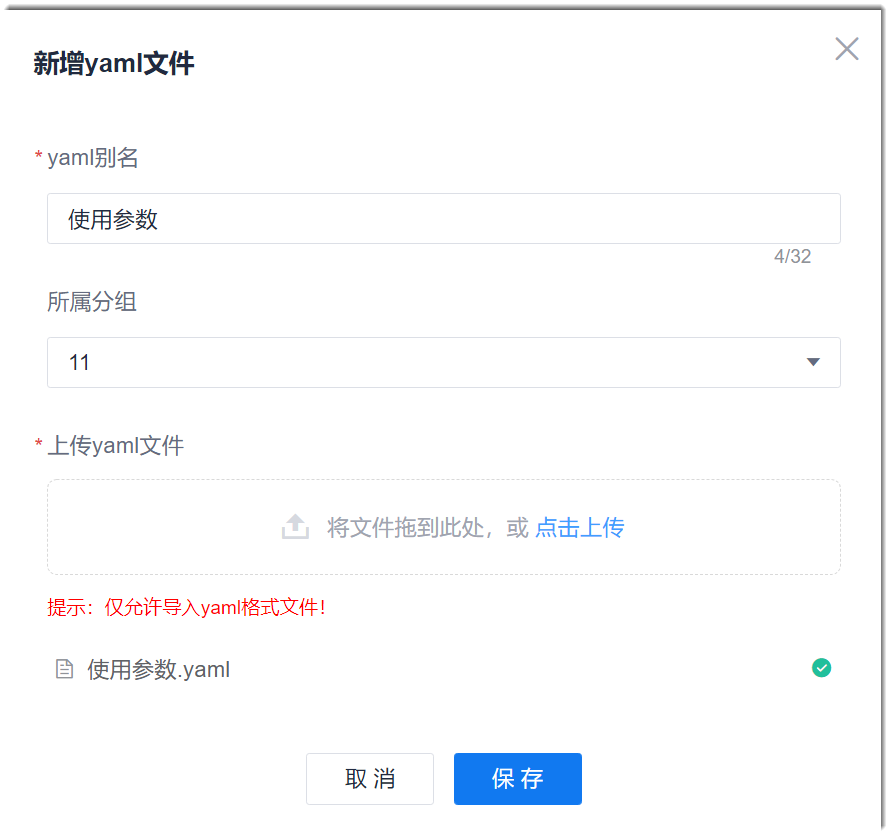 新增yaml文件
* yaml别名
使用参数
4/32
所属分组
11
* 上传yaml文件
将文件拖到此处，或 点击上传
提示：仅允许导入yaml格式文件！
使用参数.yaml
取 消 保 存